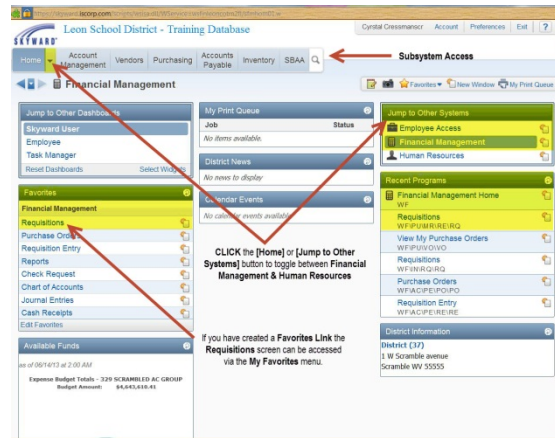 iscorp.com
SKYWARD
Leon School District - Training Database
Crystal Cressmanscr Account Preferences Exit ?
Home Account Management Vendors Purchasing Accounts Payable Inventory SBAA
Subsystem Access
Financial Management
Favorites New Window My Print Queue
Jump to Other Dashboards
Skyward User
Employee
Task Manager
Reset Dashboards Select Widgets
Favorites
Financial Management
Requisitions
Purchase Orders
Requisition Entry
Reports
Check Request
Chart of Accounts
Journal Entries
Cash Receipts
Edit Favorites
Available Funds
as of 06/14/13 at 2:00 AM
Expense Budget Totals - 329 SCRAMBLED AC GROUP
Budget Amount: $4,643,610.41
My Print Queue
Job Status
No items available.
District News
No news to display
Calendar Events
No calendar events available
CLICK the [Home] or [Jump to Other
Systems] button to toggle between Financial
Management & Human Resources
If you have created a Favorites Link the
Requisitions screen can be accessed
via the My Favorites menu.
Jump to Other Systems
Employee Access
Financial Management
Human Resources
Recent Programs
Financial Management Home
WF
Requisitions
WF\PU\MR\RE\RQ
View My Purchase Orders
WF\PU\VO\VO
Requisitions
WF\IN\RQ\RQ
Purchase Orders
WF\AC\PE\PO\PO
Requisition Entry
WF\AC\PE\RE\RE
District Information
District (37)
1 W Scramble avenue
Scramble WV 55555